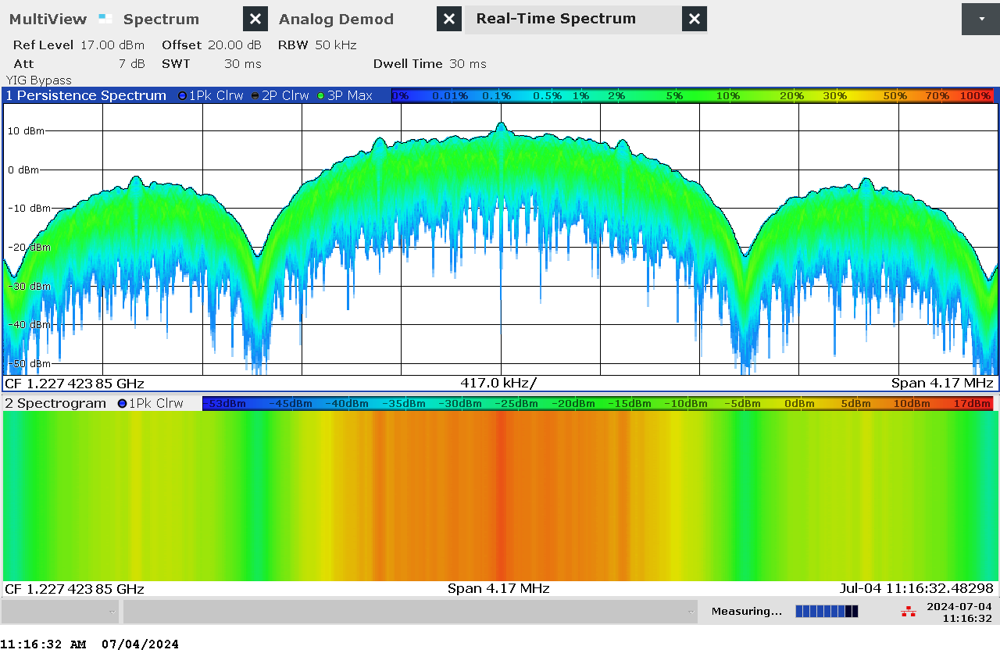 MultiView Spectrum Analog Demod Real-Time Spectrum
Ref Level 17.00 dBm Offset 20.00 dB RBW 50 kHz
Att 7 dB SWT 30 ms Dwell Time 30 ms
YIG Bypass
1 Persistence Spectrum 1Pk Clrw 2P Clrw 3P Max 0% 0.01% 0.1% 0.5% 1% 2% 5% 10% 20% 30% 50% 70% 100%
10 dBm
0 dBm
-10 dBm
-20 dBm
-30 dBm
-40 dBm
-50 dBm
CF 1.227 423 85 GHz 417.0 kHz/ Span 4.17 MHz
2 Spectrogram 1Pk Clrw -53dBm -45dBm -40dBm -35dBm -30dBm -25dBm -20dBm -15dBm -10dBm -5dBm 0dBm 5dBm 10dBm 17dBm
CF 1.227 423 85 GHz Span 4.17 MHz Jul-04 11:16:32.48298
Measuring... 2024-07-04
11:16:32
11:16:32 AM 07/04/2024